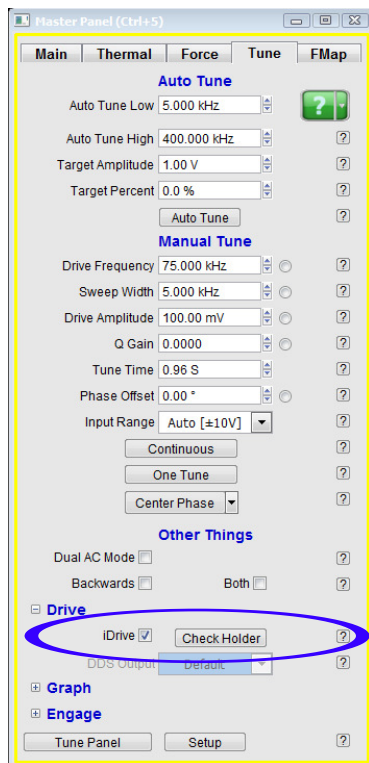 Master Panel (Ctrl+5)
Main Thermal Force Tune FMap
Auto Tune
Auto Tune Low 5.000 kHz ?
Auto Tune High 400.000 kHz ?
Target Amplitude 1.00 V ?
Target Percent 0.0 % ?
Auto Tune ?
Manual Tune
Drive Frequency 75.000 kHz ?
Sweep Width 5.000 kHz ?
Drive Amplitude 100.00 mV ?
Q Gain 0.0000 ?
Tune Time 0.96 S ?
Phase Offset 0.00 ° ?
Input Range Auto [±10V] ?
Continuous ?
One Tune ?
Center Phase ?
Other Things
Dual AC Mode ?
Backwards Both ?
Drive
iDrive Check Holder ?
DDS Output Default ?
Graph
Engage
Tune Panel Setup ?